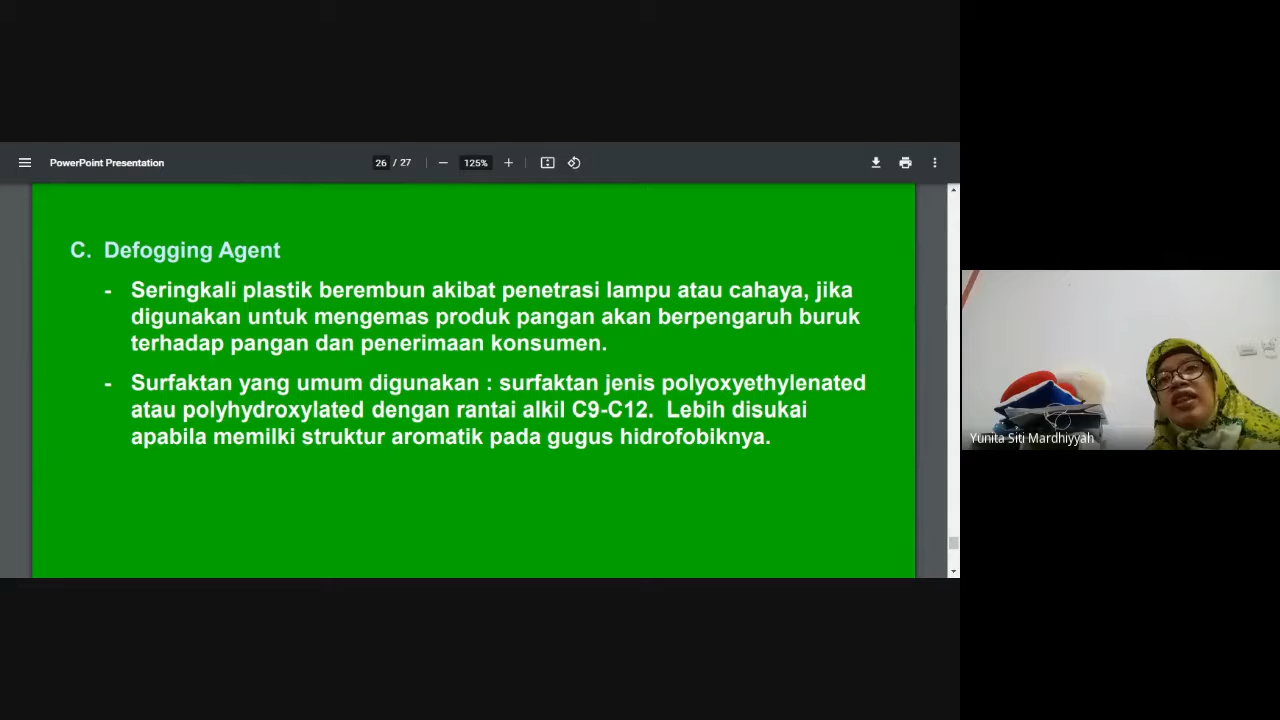 PowerPoint Presentation
26 / 27
125%
C. Defogging Agent
- Seringkali plastik berembun akibat penetrasi lampu atau cahaya, jika
digunakan untuk mengemas produk pangan akan berpengaruh buruk
terhadap pangan dan penerimaan konsumen.
- Surfaktan yang umum digunakan : surfaktan jenis polyoxyethylenated
atau polyhydroxylated dengan rantai alkil C9-C12. Lebih disukai
apabila memilki struktur aromatik pada gugus hidrofobiknya.
Yunita Siti Mardhiyyah